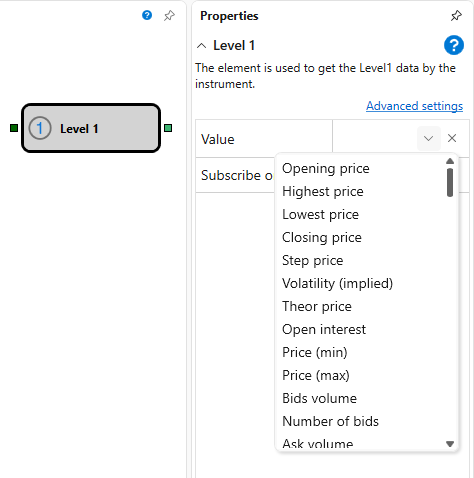 Properties
Level 1
The element is used to get the Level1 data by the
instrument.
Advanced settings
1 Level 1
Value
Subscribe o
Opening price
Highest price
Lowest price
Closing price
Step price
Volatility (implied)
Theor price
Open interest
Price (min)
Price (max)
Bids volume
Number of bids
Ask volume